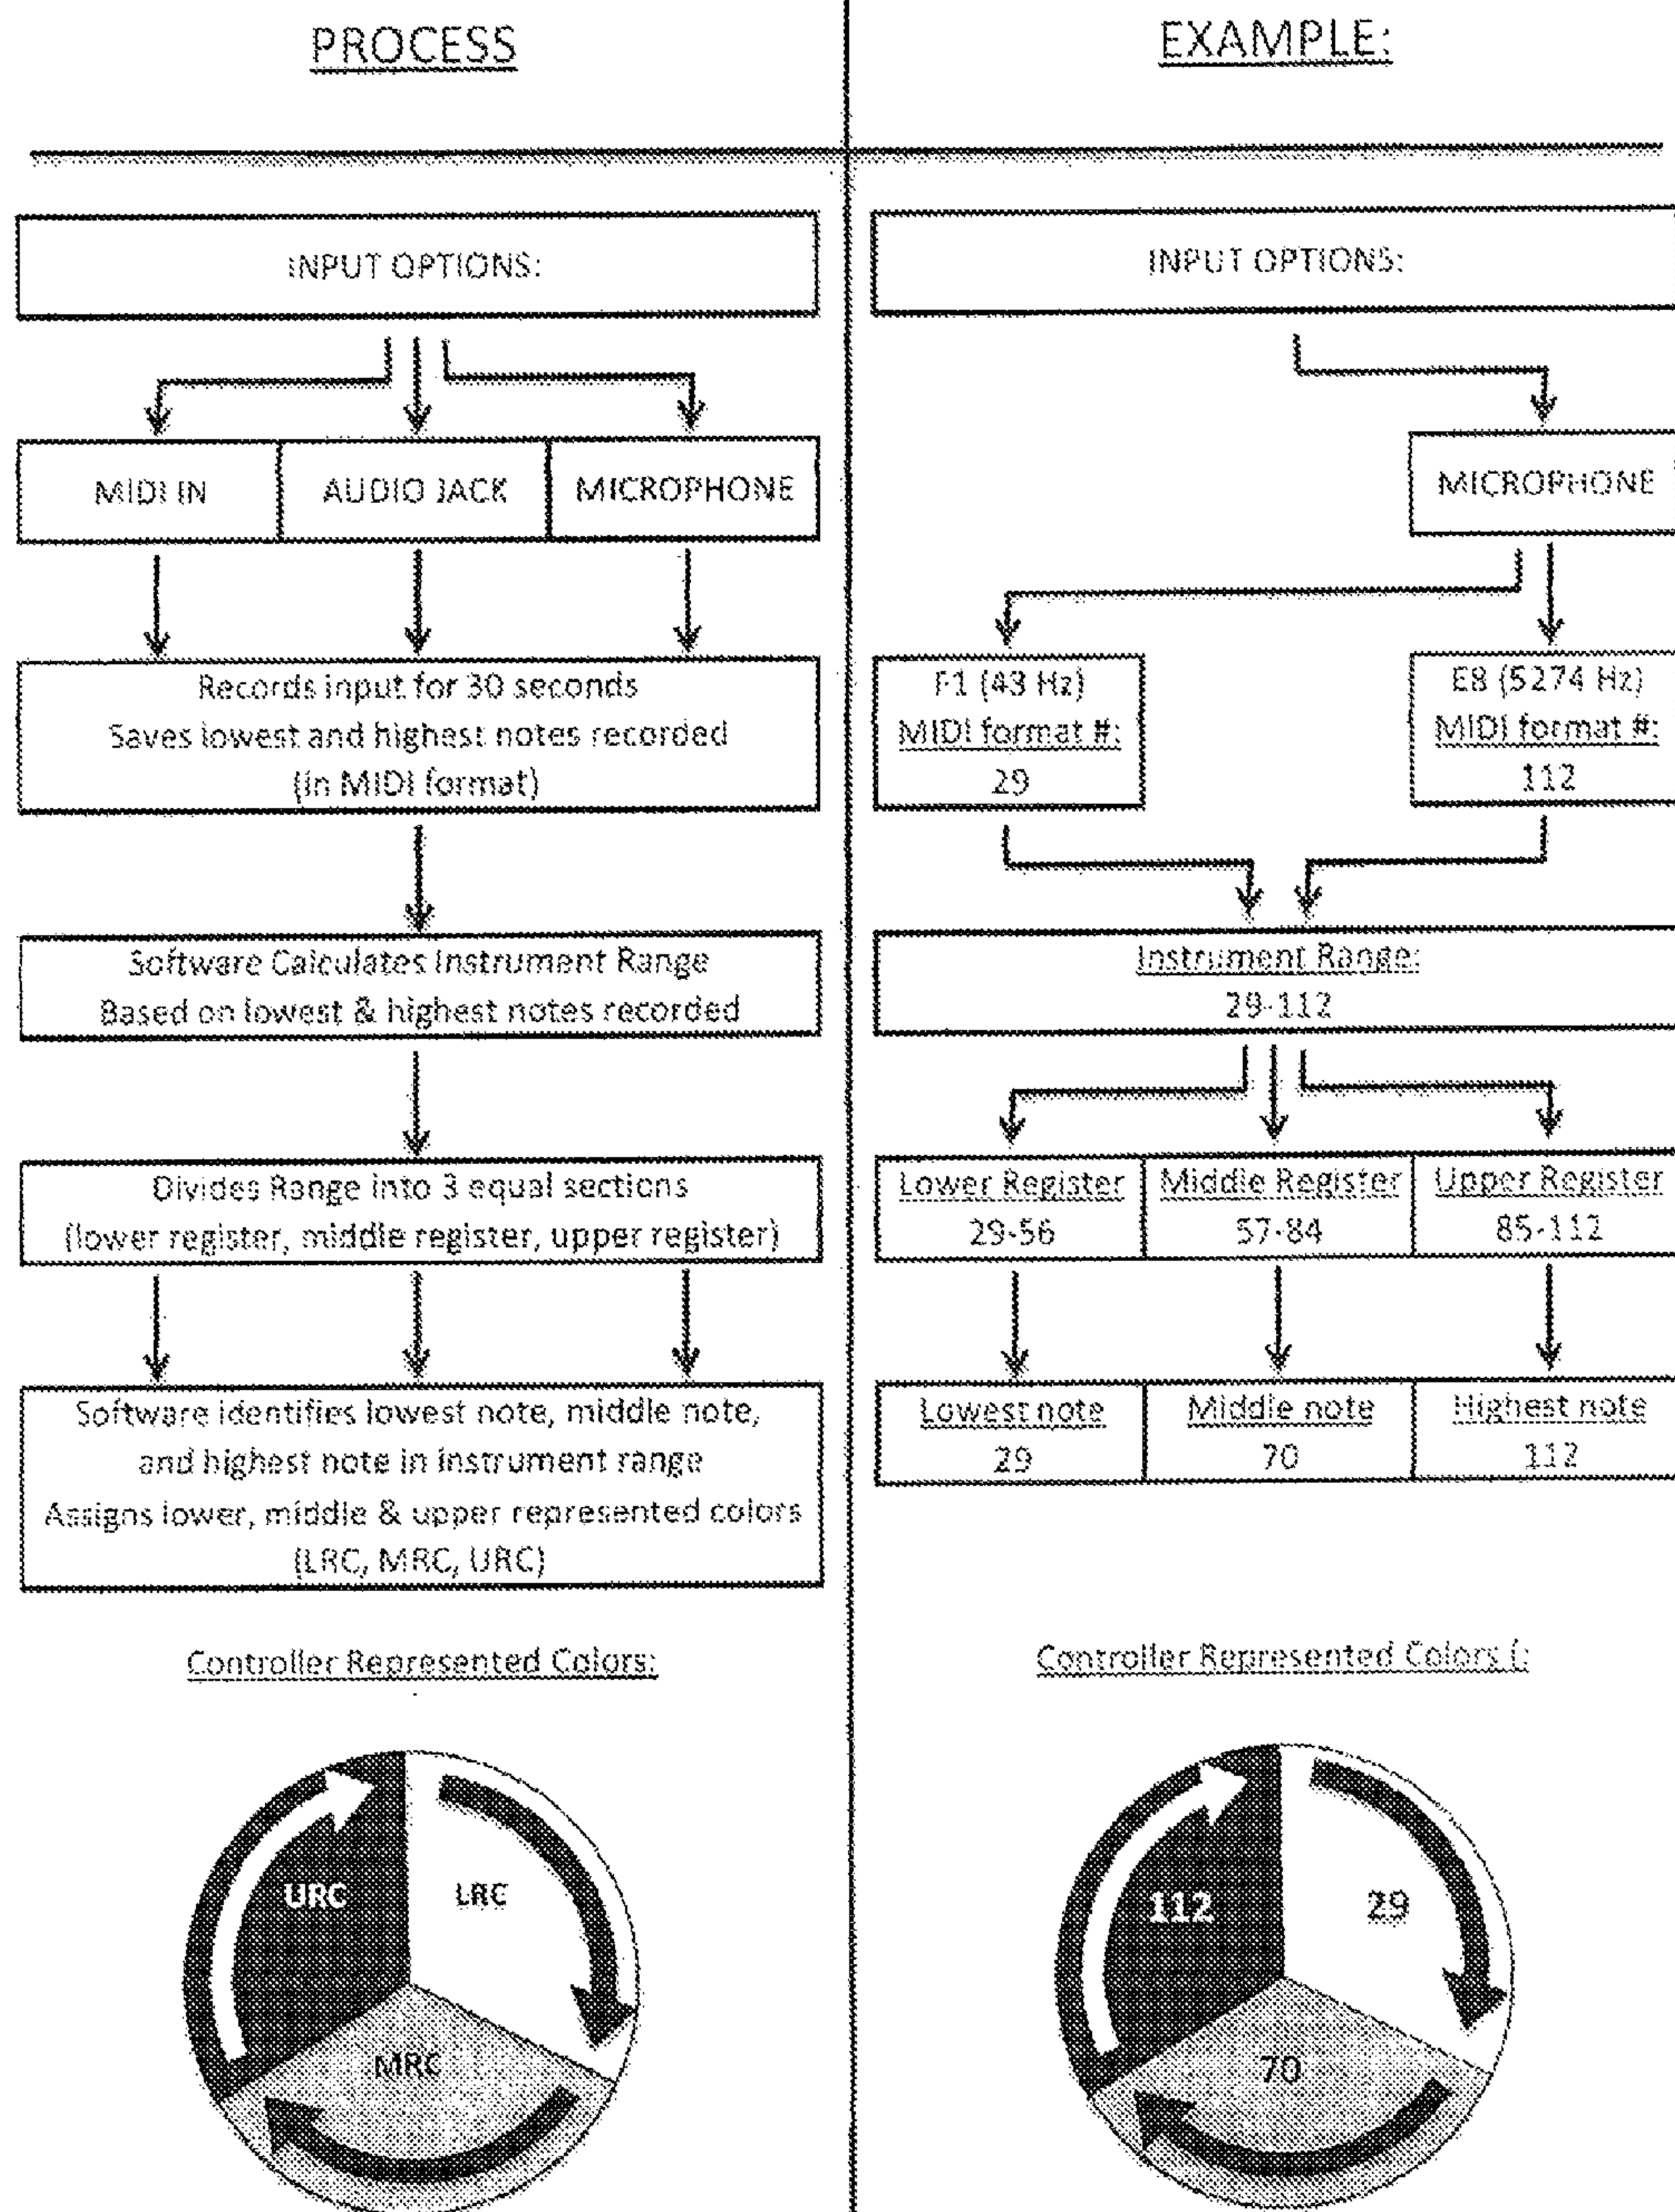 PROCESS
INPUT OPTIONS:
MIDI IN
AUDIO JACK
MICROPHONE
Records input for 30 seconds
Saves lowest and highest notes recorded
(in MIDI format)
Software Calculates Instrument Range
Based on lowest & highest notes recorded
Divides Range into 3 equal sections
(lower register, middle register, upper register)
Software identifies lowest note, middle note,
and highest note in instrument range
Assigns lower, middle & upper represented colors
(LRC, MRC, URC)
Controller Represented Colors:
URC
LRC
MRC
EXAMPLE:
INPUT OPTIONS:
MICROPHONE
F1 (43 Hz)
MIDI format #:
29
E8 (5274 Hz)
MIDI format #:
112
Instrument Range:
29-112
Lower Register
29-56
Middle Register
57-84
Upper Register
85-112
Lowest note
29
Middle note
70
Highest note
112
Controller Represented Colors (:
112
29
70